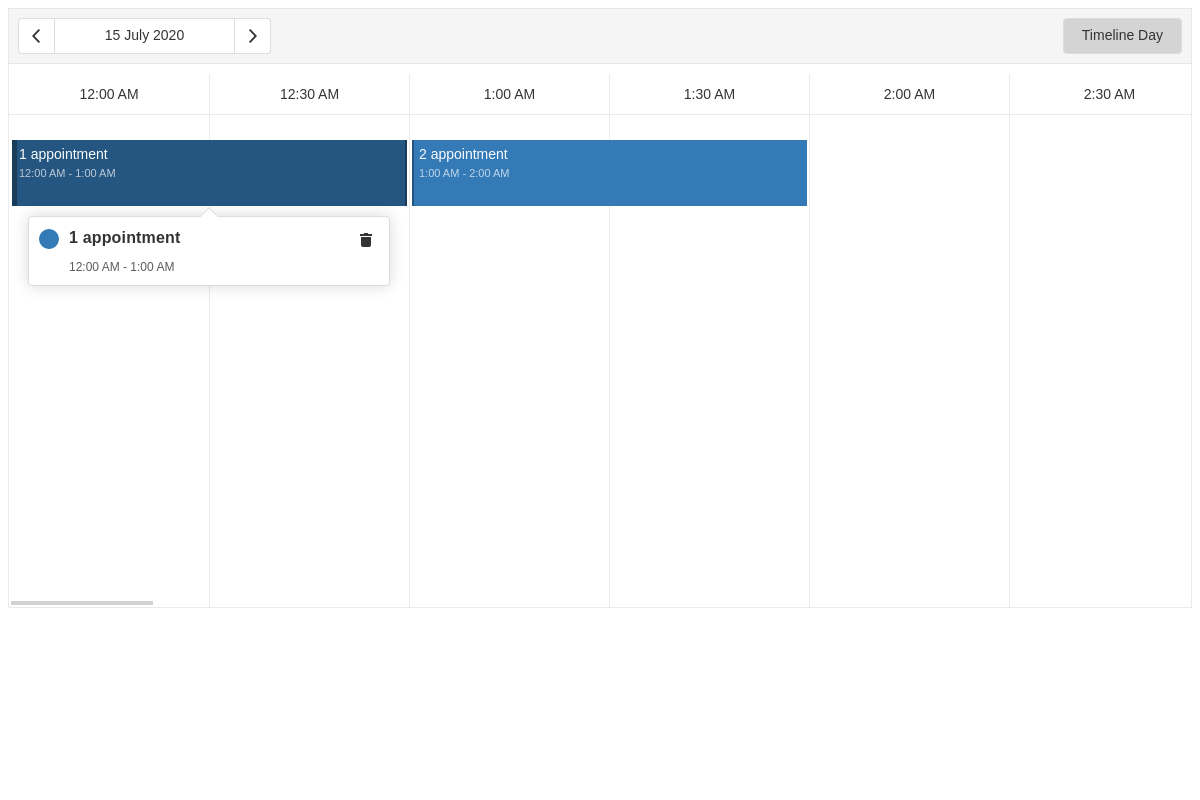 15 July 2020
Timeline Day
12:00 AM
12:30 AM
1:00 AM
1:30 AM
2:00 AM
2:30 AM
1 appointment
12:00 AM - 1:00 AM
2 appointment
1:00 AM - 2:00 AM
1 appointment
12:00 AM - 1:00 AM